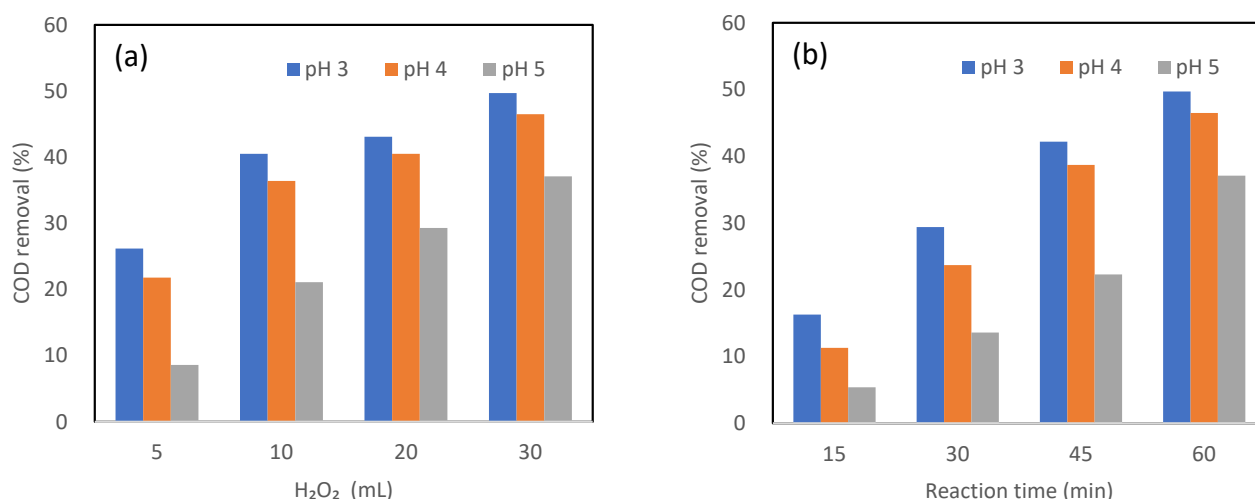 (a)
pH 3 pH 4 pH 5
COD removal (%)
60
50
40
30
20
10
0
5 10 20 30
H₂O₂ (mL)
(b)
pH 3 pH 4 pH 5
COD removal (%)
60
50
40
30
20
10
0
15 30 45 60
Reaction time (min)